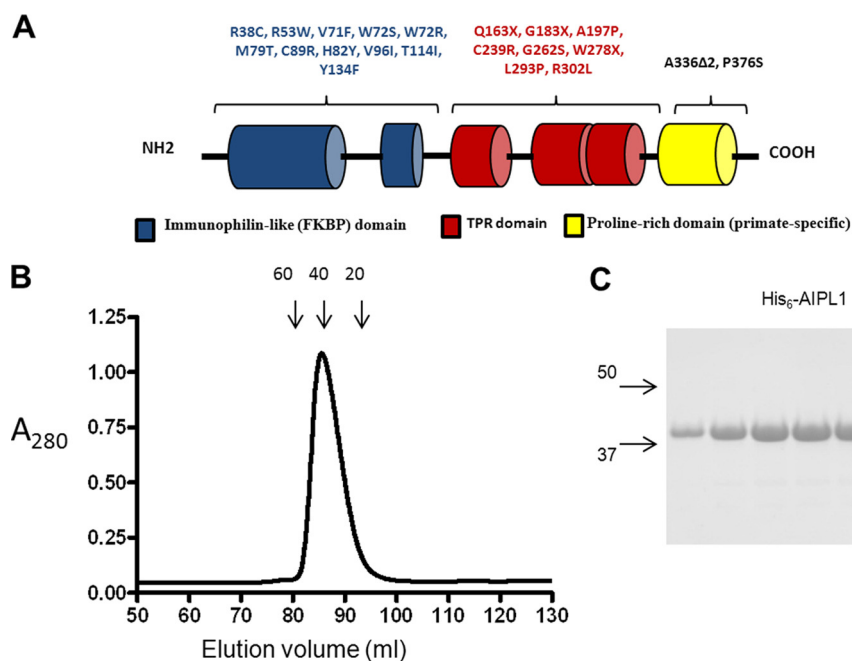 A
R38C, R53W, V71F, W72S, W72R,
M79T, C89R, H82Y, V96I, T114I,
Y134F
Q163X, G183X, A197P,
C239R, G262S, W278X,
L293P, R302L
A336Δ2, P376S
NH2
COOH
Immunophilin-like (FKBP) domain
TPR domain
Proline-rich domain (primate-specific)
B
60 40 20
1.25
1.00
0.75
0.50
0.25
0.00
A280
50 60 70 80 90 100 110 120 130
Elution volume (ml)
C
His6-AIPL1
50
37